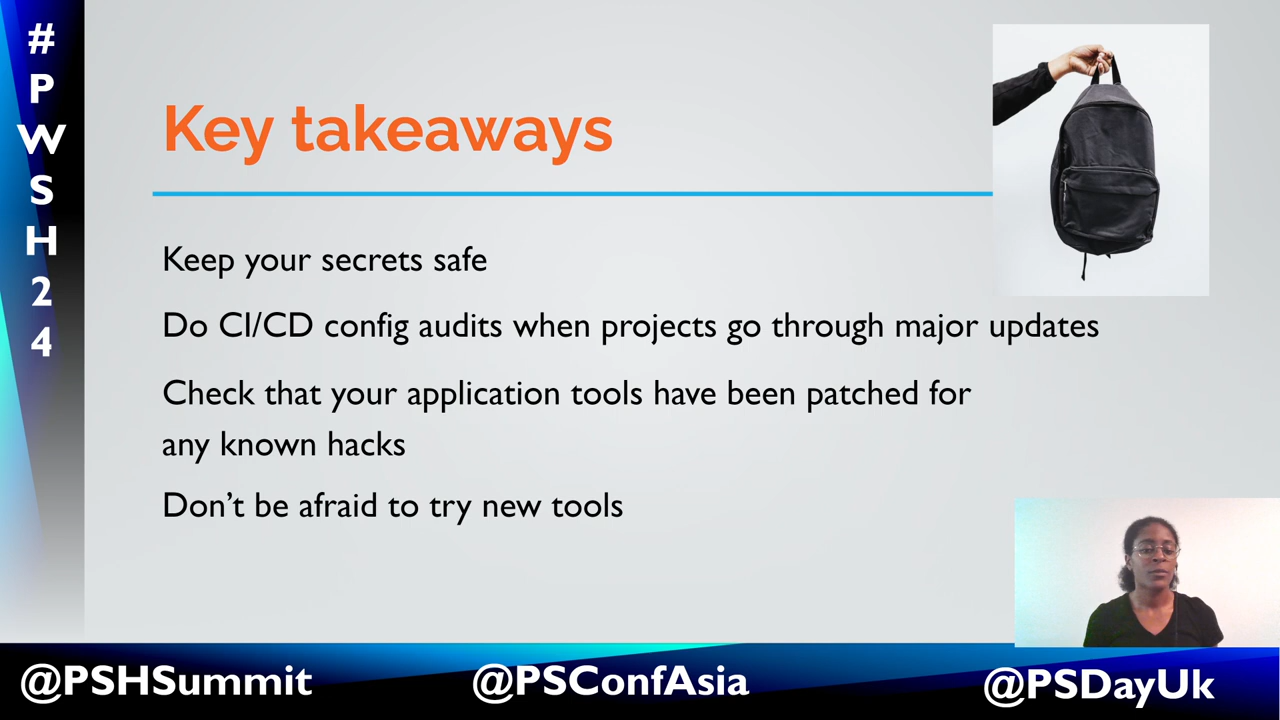 #
P
W
S
H
2
4
Key takeaways
Keep your secrets safe
Do CI/CD config audits when projects go through major updates
Check that your application tools have been patched for
any known hacks
Don’t be afraid to try new tools
@PSHSummit
@PSConfAsia
@PSDayUk